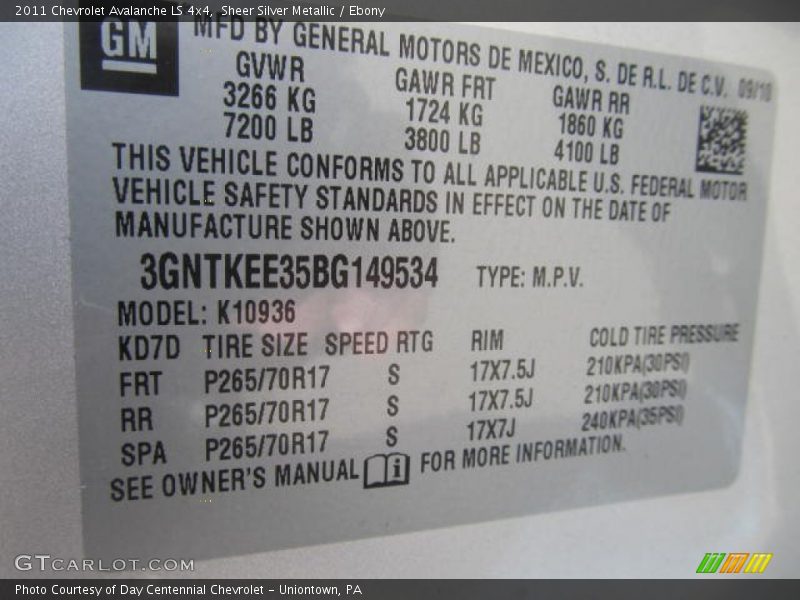 2011 Chevrolet Avalanche LS 4x4, Sheer Silver Metallic / Ebony
GM
MFD BY GENERAL MOTORS DE MEXICO, S. DE R.L. DE C.V. 09/10
GVWR GAWR FRT GAWR RR
3266 KG 1724 KG 1860 KG
7200 LB 3800 LB 4100 LB
THIS VEHICLE CONFORMS TO ALL APPLICABLE U.S. FEDERAL MOTOR
VEHICLE SAFETY STANDARDS IN EFFECT ON THE DATE OF
MANUFACTURE SHOWN ABOVE.
3GNTKEE35BG149534 TYPE: M.P.V.
MODEL: K10936
KD7D TIRE SIZE SPEED RTG RIM COLD TIRE PRESSURE
FRT P265/70R17 S 17X7.5J 210KPA(30PSI)
RR P265/70R17 S 17X7.5J 210KPA(30PSI)
SPA P265/70R17 S 17X7J 240KPA(35PSI)
SEE OWNER'S MANUAL i FOR MORE INFORMATION.
GTCARLOT.COM
Photo Courtesy of Day Centennial Chevrolet – Uniontown, PA